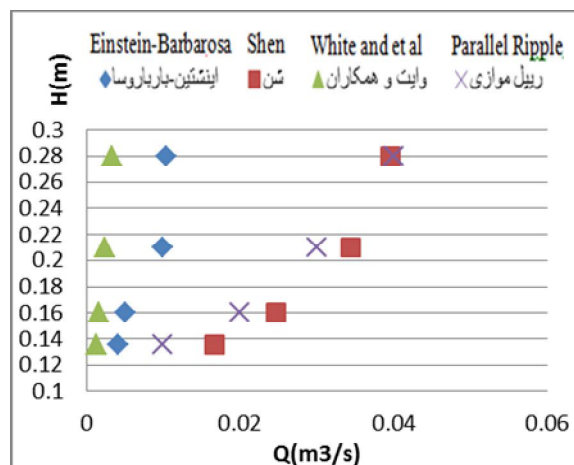 Einstein-Barbarosa Shen White and et al Parallel Ripple
اینشتین-بارباروسا شن وایت و همکاران ریپل موازی
H(m)
0.3
0.28
0.26
0.24
0.22
0.2
0.18
0.16
0.14
0.12
0.1
0 0.02 0.04 0.06
Q(m3/s)